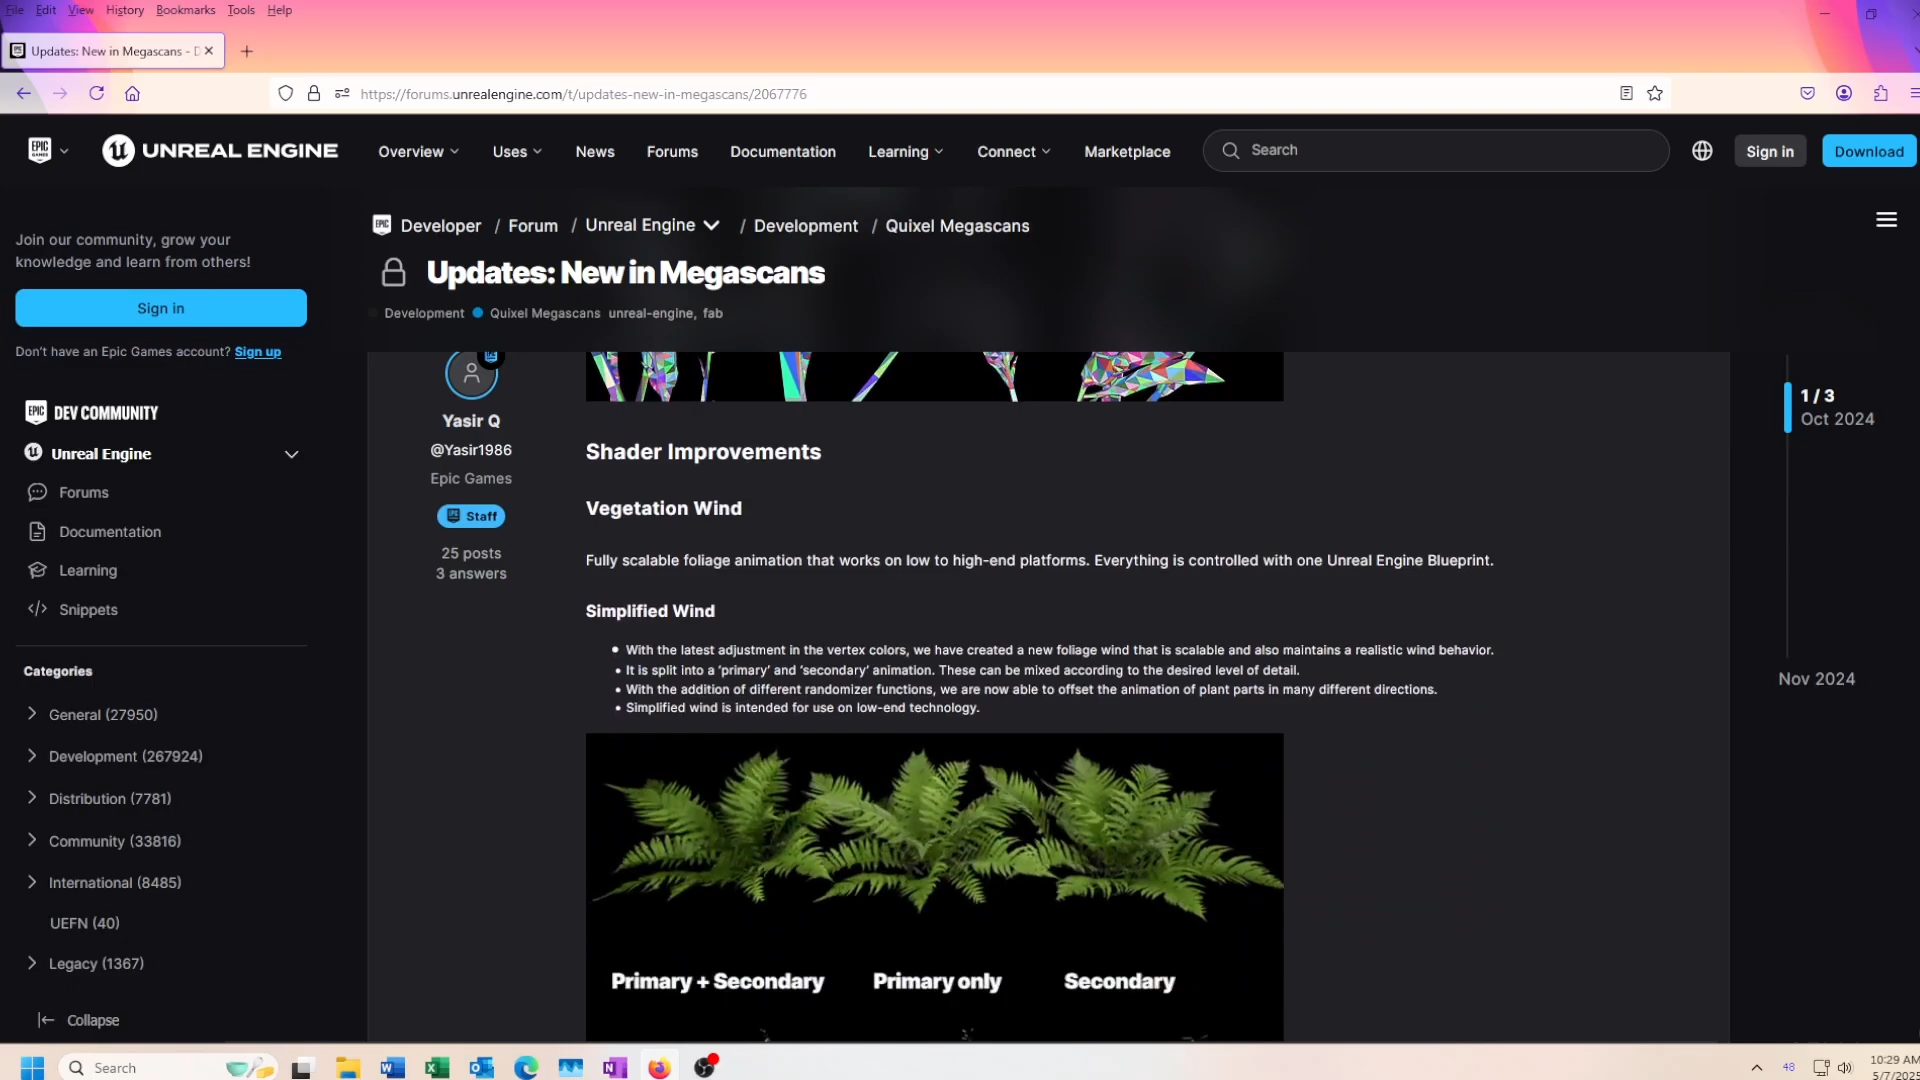 File Edit View History Bookmarks Tools Help
Updates: New in Megascans - D
https://forums.unrealengine.com/t/updates-new-in-megascans/2067776
EPIC GAMES
UNREAL ENGINE
Overview Uses News Forums Documentation Learning Connect Marketplace
Search
Sign in
Download
Join our community, grow your
knowledge and learn from others!
Sign in
Don't have an Epic Games account? Sign up
EPIC DEV COMMUNITY
Unreal Engine
Forums
Documentation
Learning
Snippets
Categories
General (27950)
Development (267924)
Distribution (7781)
Community (33816)
International (8485)
UEFN (40)
Legacy (1367)
Collapse
EPIC Developer / Forum / Unreal Engine / Development / Quixel Megascans
Updates: New in Megascans
Development Quixel Megascans unreal-engine, fab
Yasir Q
@Yasir1986
Epic Games
Staff
25 posts
3 answers
Shader Improvements
Vegetation Wind
Fully scalable foliage animation that works on low to high-end platforms. Everything is controlled with one Unreal Engine Blueprint.
Simplified Wind
• With the latest adjustment in the vertex colors, we have created a new foliage wind that is scalable and also maintains a realistic wind behavior.
• It is split into a ‘primary’ and ‘secondary’ animation. These can be mixed according to the desired level of detail.
• With the addition of different randomizer functions, we are now able to offset the animation of plant parts in many different directions.
• Simplified wind is intended for use on low-end technology.
Primary + Secondary Primary only Secondary
1 / 3
Oct 2024
Nov 2024
Search
48
10:29 AM
5/7/2025